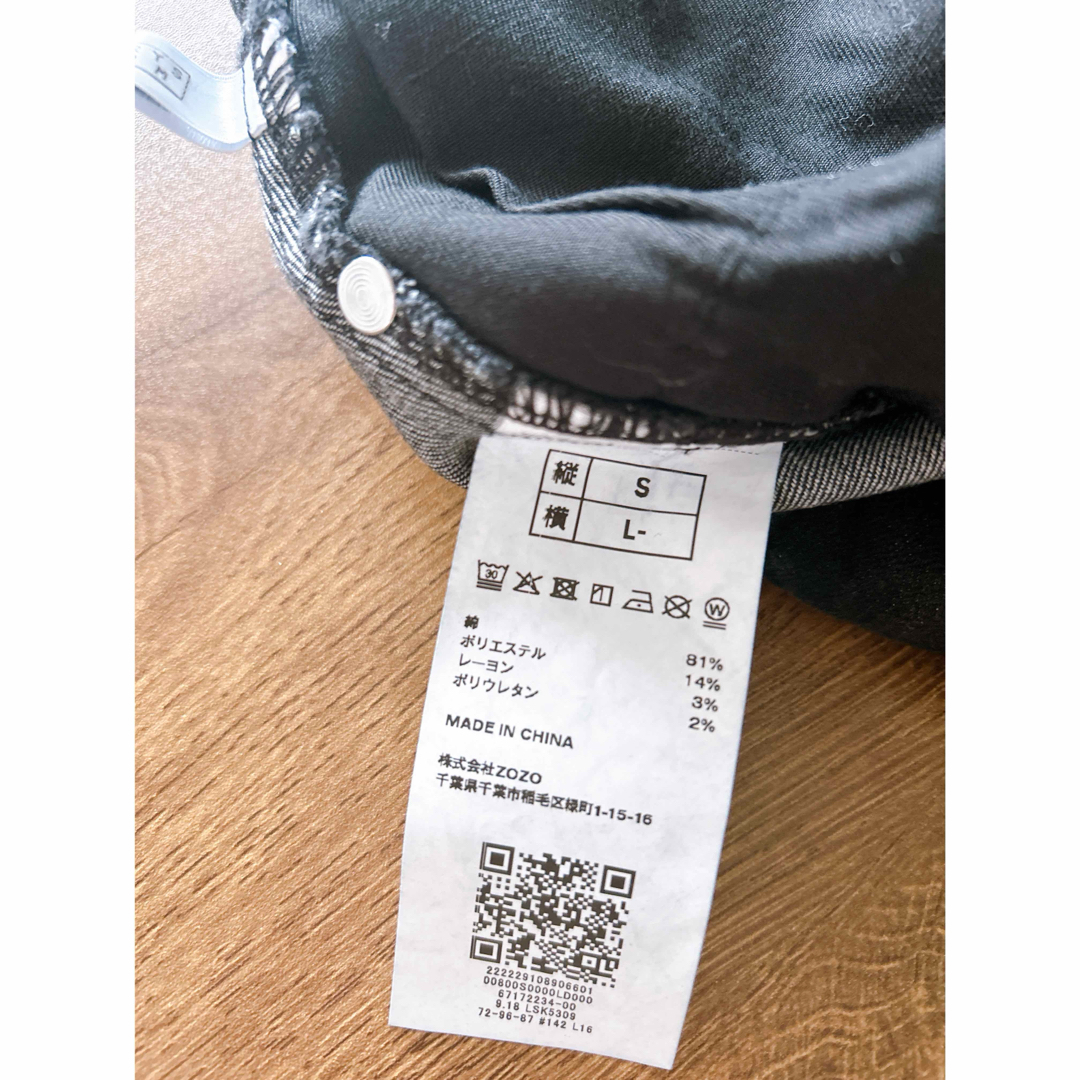 Y S
M
縦 S
横 L-
30
W
綿 81%
ポリエステル 14%
レーヨン 3%
ポリウレタン 2%
MADE IN CHINA
株式会社ZOZO
千葉県千葉市稲毛区緑町1-15-16
222229108906601
00800S0000LD000
67172234-00
9.18 LSK5309
72-96-67 #142 L16